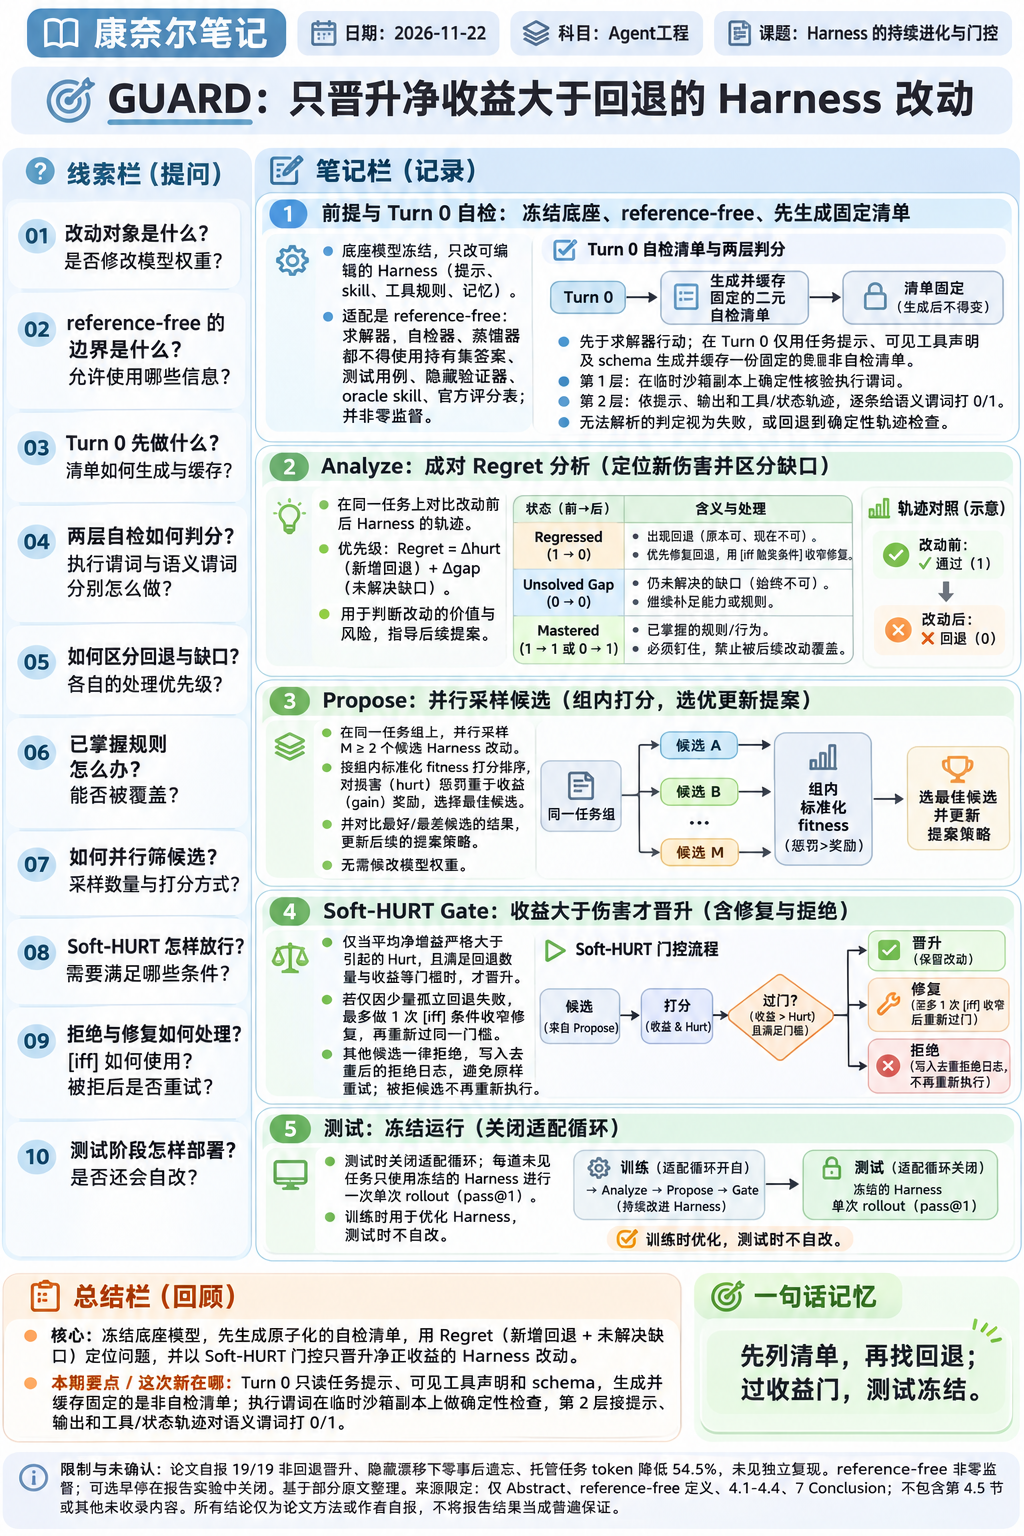 康奈尔笔记
日期：2026-11-22
科目：Agent工程
课题：Harness 的持续进化与门控
GUARD：只晋升净收益大于回退的 Harness 改动
线索栏（提问）
01
改动对象是什么？
是否修改模型权重？
02
reference-free 的
边界是什么？
允许使用哪些信息？
03
Turn 0 先做什么？
清单如何生成与缓存？
04
两层自检如何判分？
执行谓词与语义谓词
分别怎么做？
05
如何区分回退与缺口？
各自的处理优先级？
06
已掌握规则
怎么办？
能否被覆盖？
07
如何并行筛候选？
采样数量与打分方式？
08
Soft-HURT 怎样放行？
需要满足哪些条件？
09
拒绝与修复如何处理？
[iff] 如何使用？
被拒后是否重试？
10
测试阶段怎样部署？
是否还会自改？
笔记栏（记录）
1 前提与 Turn 0 自检： 冻结底座、reference-free、先生成固定清单
底座模型冻结，只改可编
辑的 Harness（提示、
skill、工具规则、记忆）。
适配是 reference-free：
求解器，自检器、蒸馏器
都不得使用持有集答案、
测试用例、隐藏验证器、
oracle skill、官方评分表；
并非零监督。
Turn 0 自检清单与两层判分
Turn 0
生成并缓存
固定的二元
自检清单
清单固定
（生成后不得变）
先于求解器行动；在 Turn 0 仅用任务提示、可见工具声明
及 schema 生成并缓存一份固定的是非自检清单。
第 1 层：在临时沙箱副本上确定性核验执行谓词。
第 2 层：依提示、输出和工具/状态轨迹，逐条给语义谓词打 0/1。
无法解析的判定视为失败，或回退到确定性轨迹检查。
2 Analyze：成对 Regret 分析（定位新伤害并区分缺口）
在同一任务上对比改动前
后 Harness 的轨迹。
优先级：Regret = Δhurt
（新增回退）+ Δgap
（未解决缺口）。
用于判断改动的价值与
风险，指导后续提案。
状态（前→后）
含义与处理
Regressed
(1 → 0)
出现回退（原本可、现在不可）。
优先修复回退，用 [iff 触发条件] 收窄修复。
Unsolved Gap
(0 → 0)
仍未解决的缺口（始终不可）。
继续补足能力或规则。
Mastered
(1 → 1 或 0 → 1)
已掌握的规则/行为。
必须钉住，禁止被后续改动覆盖。
轨迹对照 (示意)
改动前：
✓ 通过（1）
改动后：
✗ 回退（0）
3 Propose：并行采样候选（组内打分，选优更新提案）
在同一任务组上，并行采样
M ≥ 2 个候选 Harness 改动。
按组内标准化 fitness 打分排序，
对损害（hurt）惩罚重于收益
（gain）奖励，选择最佳候选。
并对比最好/最差候选的结果，
更新后续的提案策略。
无需候改模型权重。
同一任务组
候选 A
候选 B
...
候选 M
组内
标准化
fitness
(惩罚>奖励)
选最佳候选
并更新
提案策略
4 Soft-HURT Gate：收益大于伤害才晋升（含修复与拒绝）
仅当平均净增益严格大于
引起的 Hurt，且满足回退数
量与收益等门槛时，才晋升。
若仅因少量孤立回退失败，
最多做 1 次 [iff] 条件收窄修
复，再重新过同一门槛。
其他候选一律拒绝，写入去
重后的拒绝日志，避免原样
重试；被拒候选不再重新执行。
Soft-HURT 门控流程
候选
(来自 Propose)
打分
(收益 & Hurt)
过门？
（收益 > Hurt）
且满足门槛）
晋升
（保留改动）
修复
（至多 1 次 [iff] 收窄
后重新过门）
拒绝
（写入去重拒绝日志，
不再重新执行）
5 测试：冻结运行（关闭适配循环）
测试时关闭适配循环；每道未见
任务只使用冻结的 Harness 进行
一次单次 rollout（pass@1）。
训练时用于优化 Harness，
测试时不自改。
训练（适配循环开自）
→ Analyze → Propose → Gate
（持续改进 Harness）
测试（适配循环关闭）
冻结的 Harness
单次 rollout（pass@1）
训练时优化，测试时不自改。
总结栏（回顾）
核心：冻结底座模型，先生成原子化的自检清单，用 Regret（新增回退 + 未解决缺
口）定位问题，并以 Soft-HURT 门控只晋升净正收益的 Harness 改动。
本期要点 / 这次新在哪：Turn 0 只读任务提示、可见工具声明和 schema，生成并
缓存固定的是非自检清单；执行谓词在临时沙箱副本上做确定性检查，第 2 层按提示、
输出和工具/状态轨迹对语义谓词打 0/1。
一句话记忆
先列清单，再找回退；
过收益门，测试冻结。
限制与未确认：论文自报 19/19 非回退晋升、隐藏漂移下零事后遗忘、托管任务 token 降低 54.5%，未见独立复现。reference-free 非零监
督；可选早停在报告实验中关闭。基于部分原文整理。来源限定：仅 Abstract、reference-free 定义、4.1-4.4、7 Conclusion；不包含第 4.5 节
或其他未收录内容。所有结论仅为论文方法或作者自报，不将报告结果当成普遍保证。